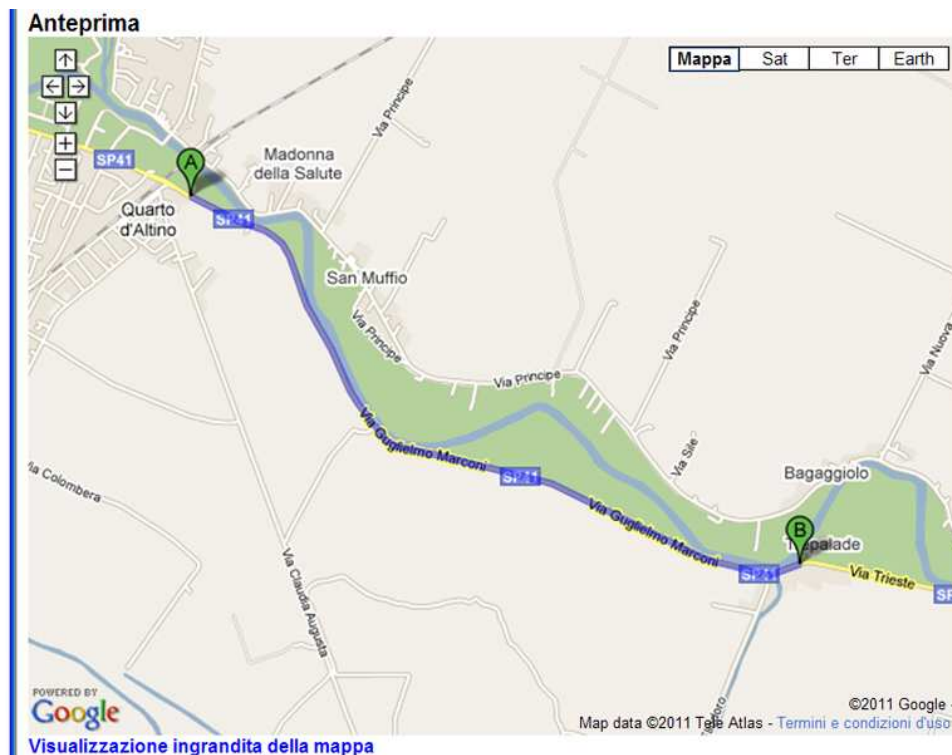 Anteprima
Mappa
Sat
Ter
Earth
Via Principe
SP41
A
Madonna
della Salute
Quarto
d'Altino
SP41
San Muffio
Via Principe
Via Principe
Via Principe
Via Nuova
Via Guglielmo Marconi
SP41
Via Sile
Bagaggiolo
Via Colombera
Via Guglielmo Marconi
B
SP41
Via Trieste
Via Claudia Augusta
POWERED BY
Google
©2011 Google -
Map data ©2011 Tele Atlas - Termini e condizioni d'uso
Visualizzazione ingrandita della mappa